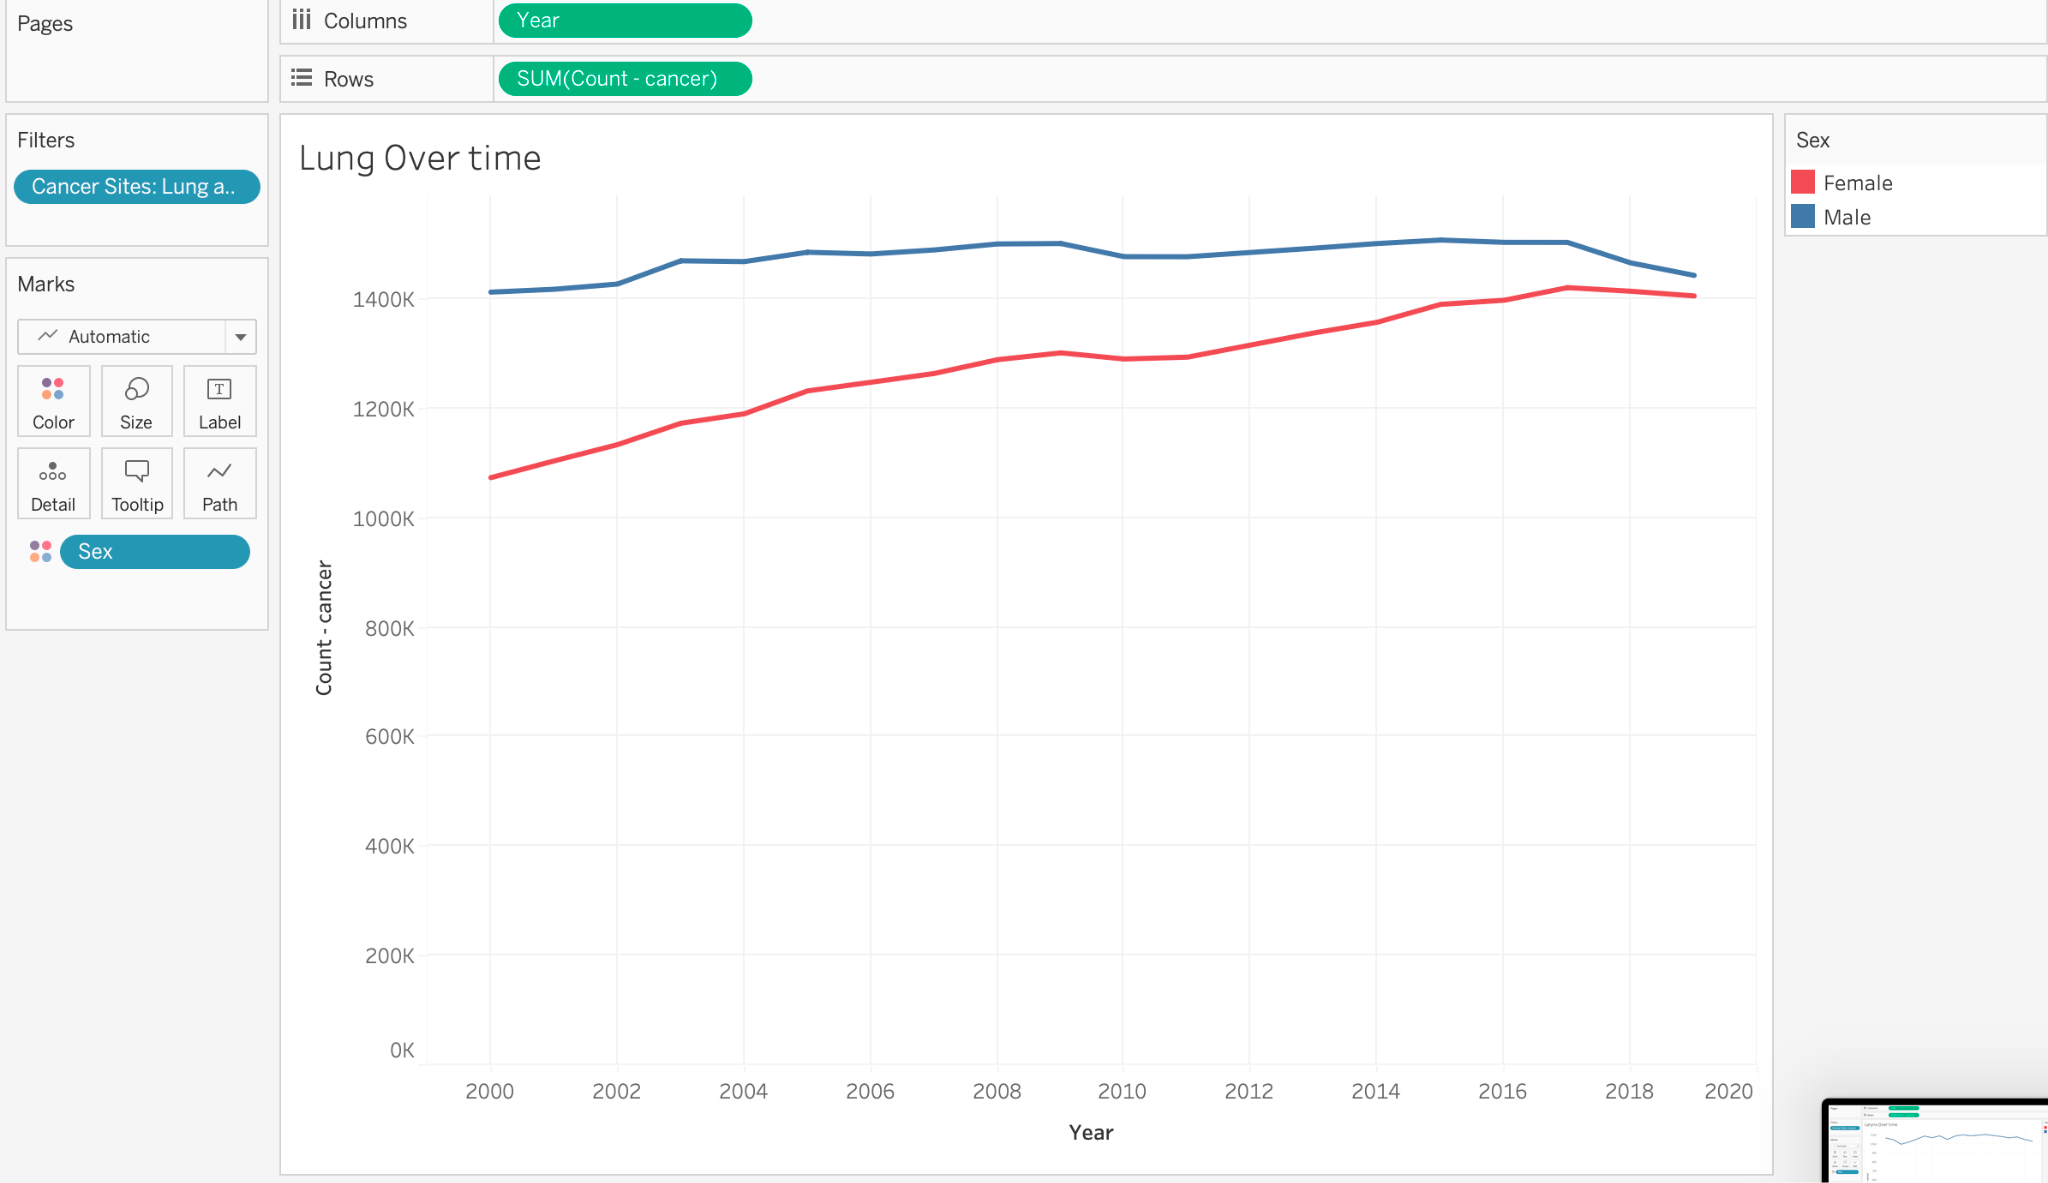 Pages
Columns
Year
Rows
SUM(Count - cancer)
Filters
Cancer Sites: Lung a..
Marks
Automatic
Color
Size
Label
Detail
Tooltip
Path
Sex
Lung Over time
1400K
1200K
1000K
800K
600K
400K
200K
0K
Count - cancer
2000 2002 2004 2006 2008 2010 2012 2014 2016 2018 2020
Year
Sex
Female
Male